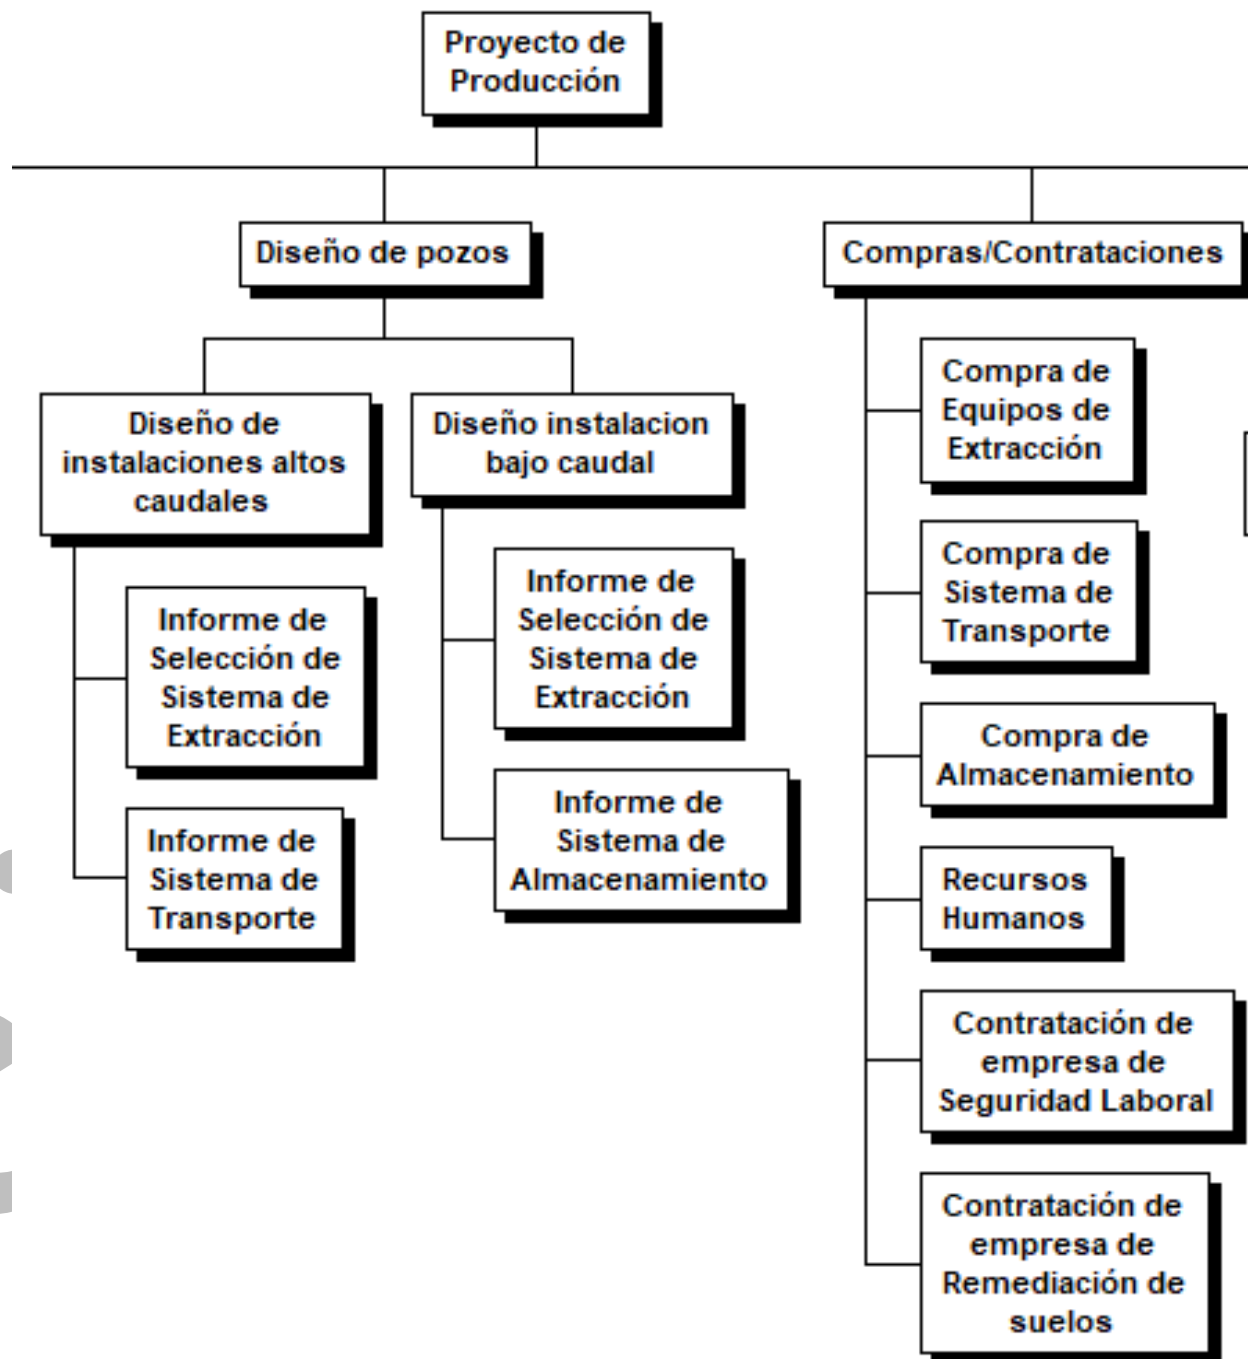 Proyecto de
Producción
Diseño de pozos
Compras/Contrataciones
Diseño de
instalaciones altos
caudales
Diseño instalacion
bajo caudal
Informe de
Selección de
Sistema de
Extracción
Informe de
Sistema de
Transporte
Informe de
Selección de
Sistema de
Extracción
Informe de
Sistema de
Almacenamiento
Compra de
Equipos de
Extracción
Compra de
Sistema de
Transporte
Compra de
Almacenamiento
Recursos
Humanos
Contratación de
empresa de
Seguridad Laboral
Contratación de
empresa de
Remediación de
suelos